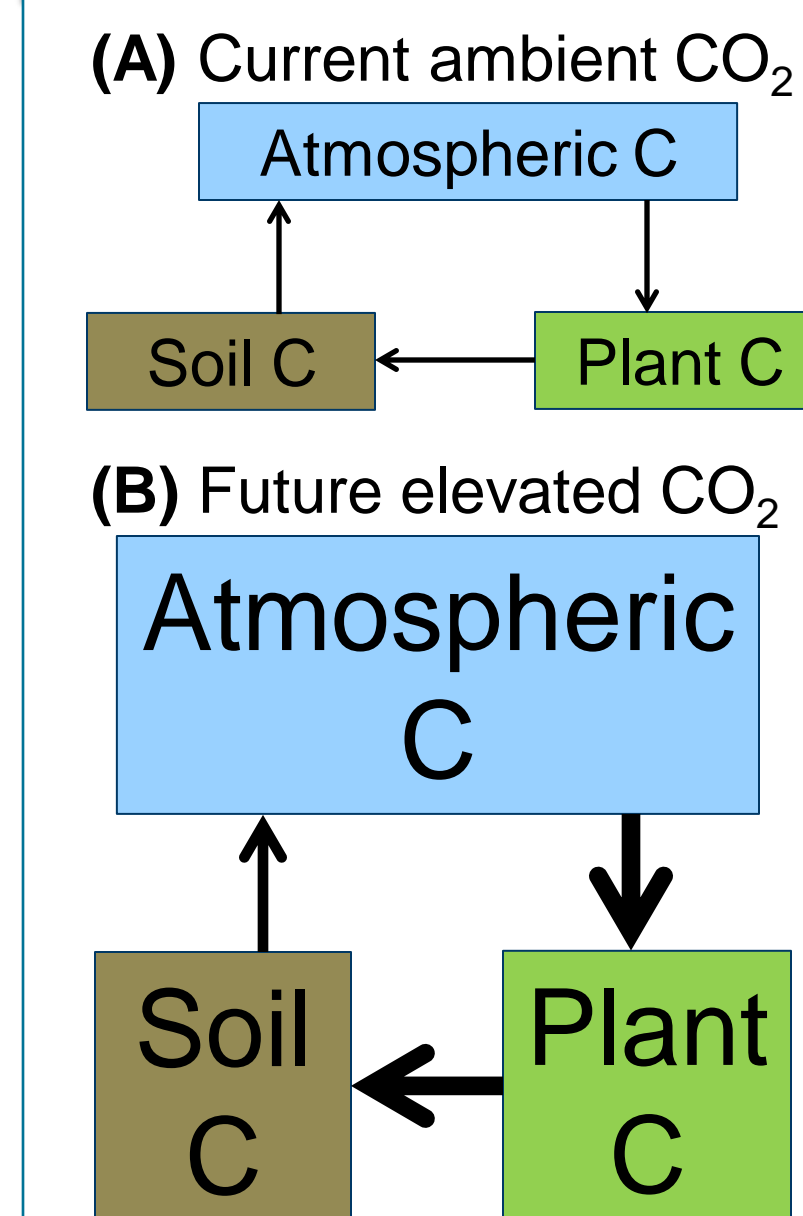 (A) Current ambient CO₂
Atmospheric C
Soil C
Plant C
(B) Future elevated CO₂
Atmospheric
C
Soil
C
Plant
C